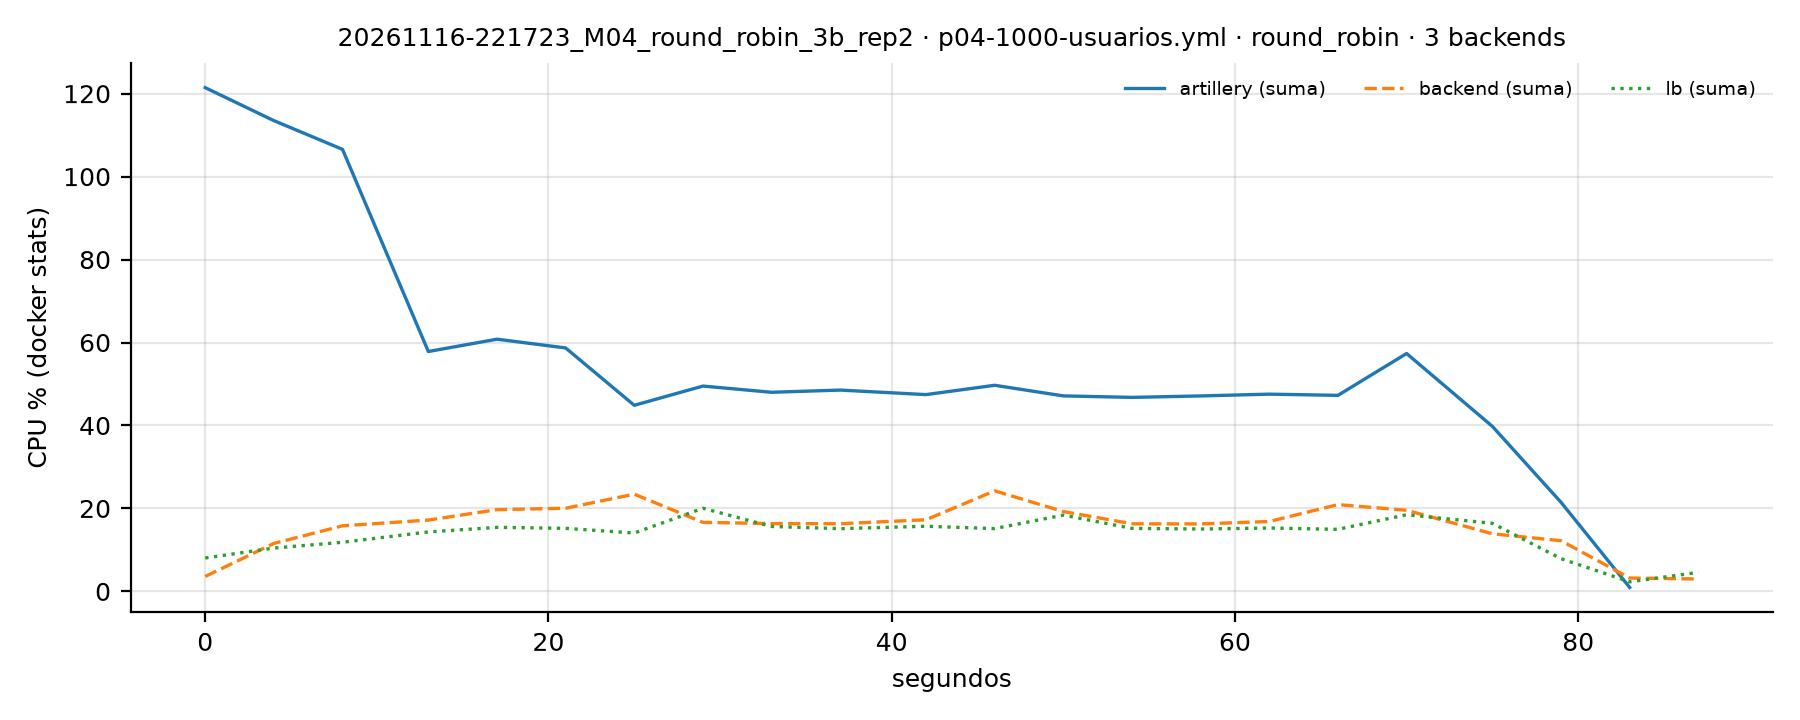 20261116-221723_M04_round_robin_3b_rep2 · p04-1000-usuarios.yml · round_robin · 3 backends
artillery (suma) backend (suma) lb (suma)
CPU % (docker stats)
120
100
80
60
40
20
0
0 20 40 60 80
segundos